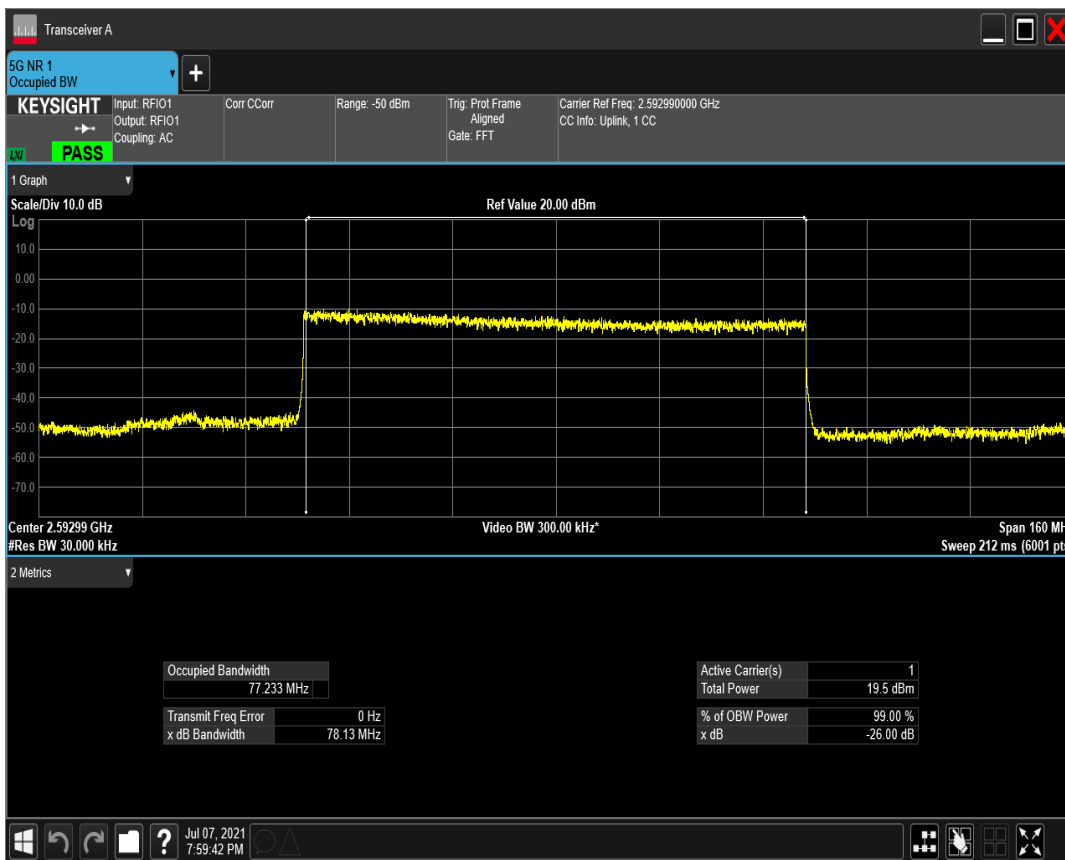 Transceiver A
5G NR 1
Occupied BW
KEYSIGHT
Input: RFIO1
Output: RFIO1
Coupling: AC
Corr CCorr
Range: -50 dBm
Trig: Prot Frame
Aligned
Gate: FFT
Carrier Ref Freq: 2.592990000 GHz
CC Info: Uplink, 1 CC
LXI
PASS
1 Graph
Scale/Div 10.0 dB
Ref Value 20.00 dBm
Log
10.0
0.00
-10.0
-20.0
-30.0
-40.0
-50.0
-60.0
-70.0
Center 2.59299 GHz
Video BW 300.00 kHz*
Span 160 MH
#Res BW 30.000 kHz
Sweep 212 ms (6001 pts
2 Metrics
Occupied Bandwidth
77.233 MHz
Transmit Freq Error 0 Hz
x dB Bandwidth 78.13 MHz
Active Carrier(s) 1
Total Power 19.5 dBm
% of OBW Power 99.00 %
x dB -26.00 dB
?
Jul 07, 2021
7:59:42 PM